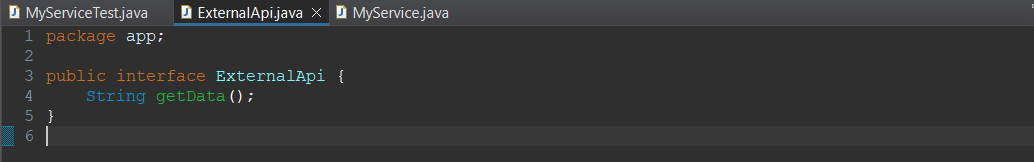 MyServiceTest.java ExternalApi.java MyService.java
1 package app;
2
3 public interface ExternalApi {
4     String getData();
5 }
6